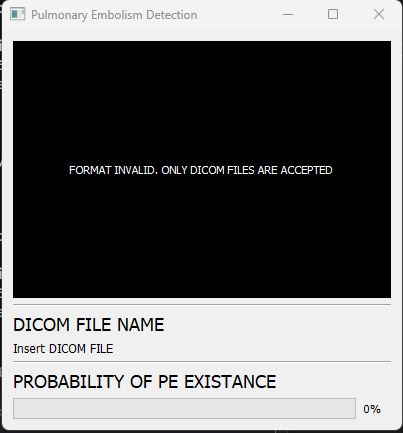 Pulmonary Embolism Detection
FORMAT INVALID. ONLY DICOM FILES ARE ACCEPTED
DICOM FILE NAME
Insert DICOM FILE
PROBABILITY OF PE EXISTANCE
0%